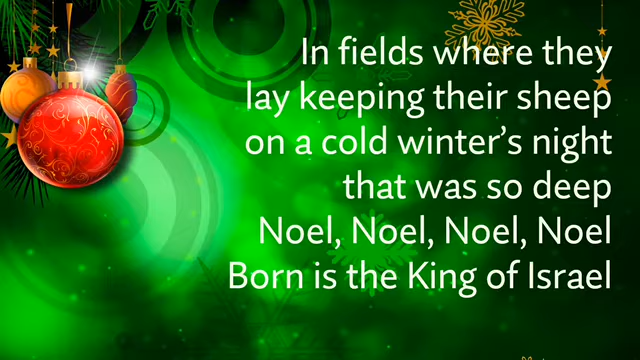 In fields where they
lay keeping their sheep
on a cold winter’s night
that was so deep
Noel, Noel, Noel, Noel
Born is the King of Israel